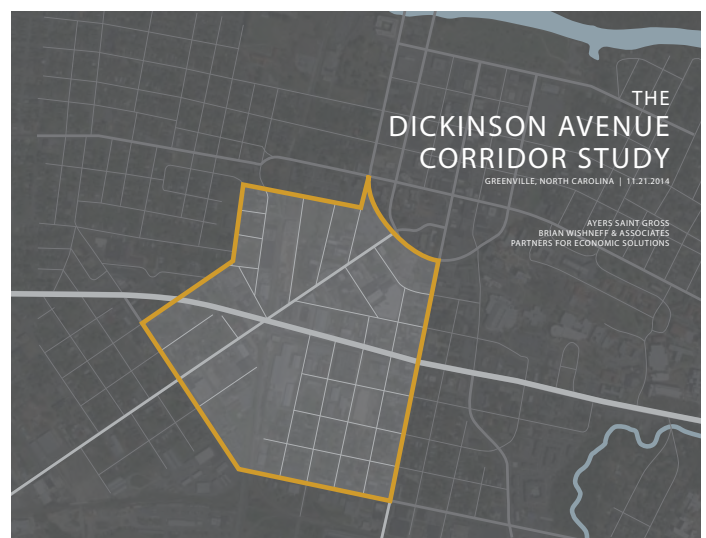 THE
DICKINSON AVENUE
CORRIDOR STUDY
GREENVILLE, NORTH CAROLINA | 11.21.2014
AYERS SAINT GROSS
BRIAN WISHNEFF & ASSOCIATES
PARTNERS FOR ECONOMIC SOLUTIONS